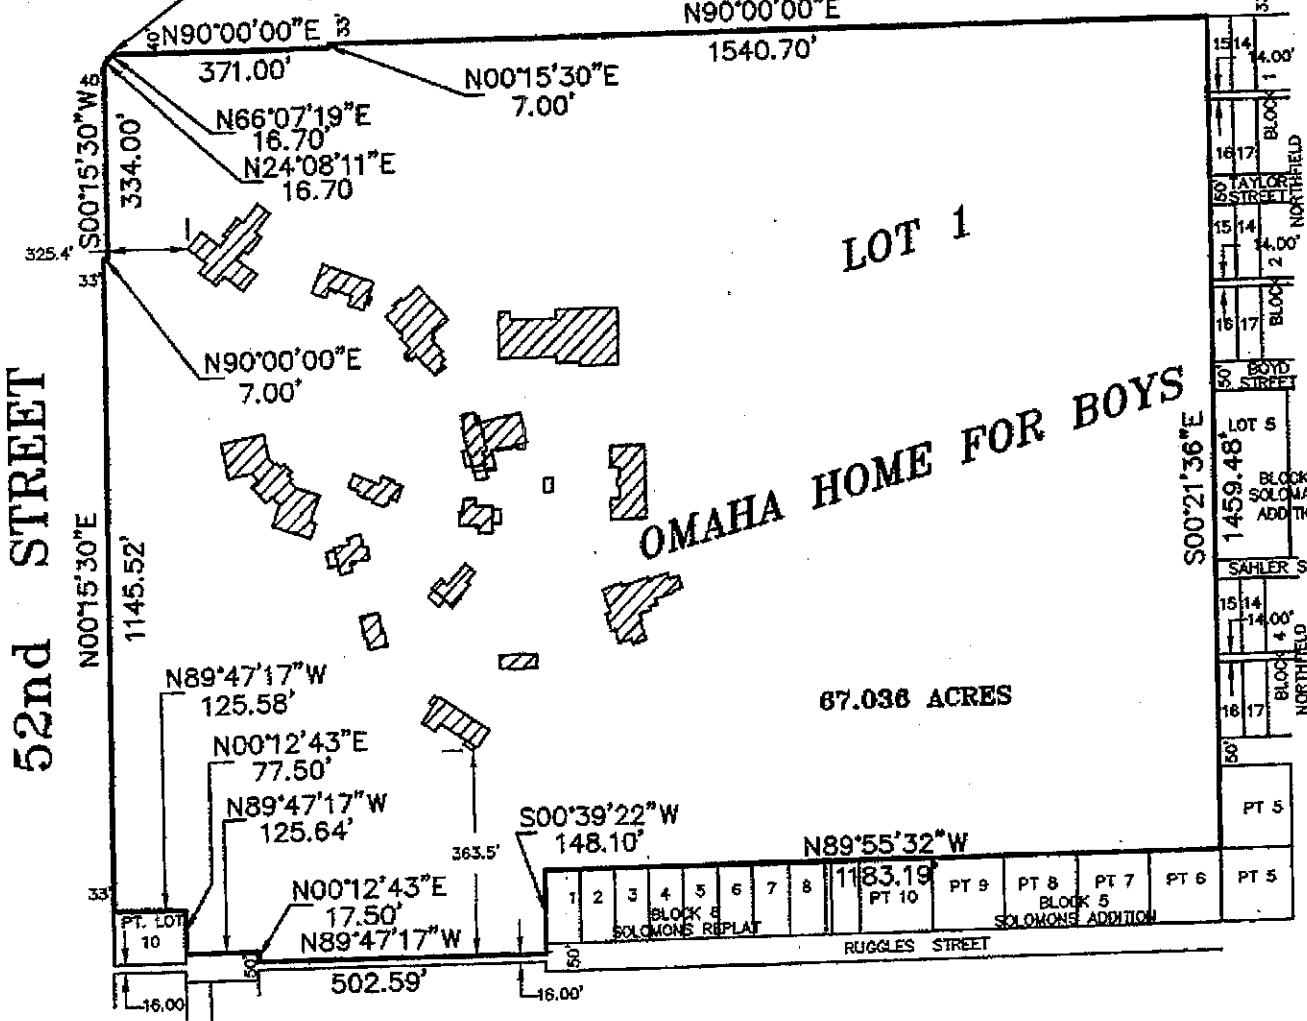 N90°00'00"E
N90°00'00"E
40'
33'
371.00'
1540.70'
N00°15'30"E
7.00'
40'
N66°07'19"E
16.70'
N24°08'11"E
16.70
S00°15'30"W
334.00'
325.4'
33'
N90°00'00"E
7.00'
LOT 1
OMAHA HOME FOR BOYS
67.036 ACRES
52nd STREET
N00°15'30"E
1145.52'
S00°21'36"E
1459.48'
15 14
14.00'
BLOCK 1
16 17
50' TAYLOR
STREET
NORTHFIELD
15 14
14.00'
BLOCK 2
16 17
50' BOYD
STREET
LOT 5
BLOCK
SOLOMA
ADDITI
SAHLER S
15 14
14.00'
BLOCK 4
NORTHFIELD
16 17
50'
PT 5
N89°47'17"W
125.58'
N00°12'43"E
77.50'
N89°47'17"W
125.64'
363.5'
S00°39'22"W
148.10'
N89°55'32"W
1183.19'
33'
PT. LOT
10
N00°12'43"E
17.50'
N89°47'17"W
50'
502.59'
16.00
16.00'
50'
1 2 3 4 5 6 7 8
BLOCK 8
SOLOMONS REPLAT
PT 10
PT 9
PT 8
PT 7
PT 6
PT 5
BLOCK 5
SOLOMONS ADDITION
RUGGLES STREET